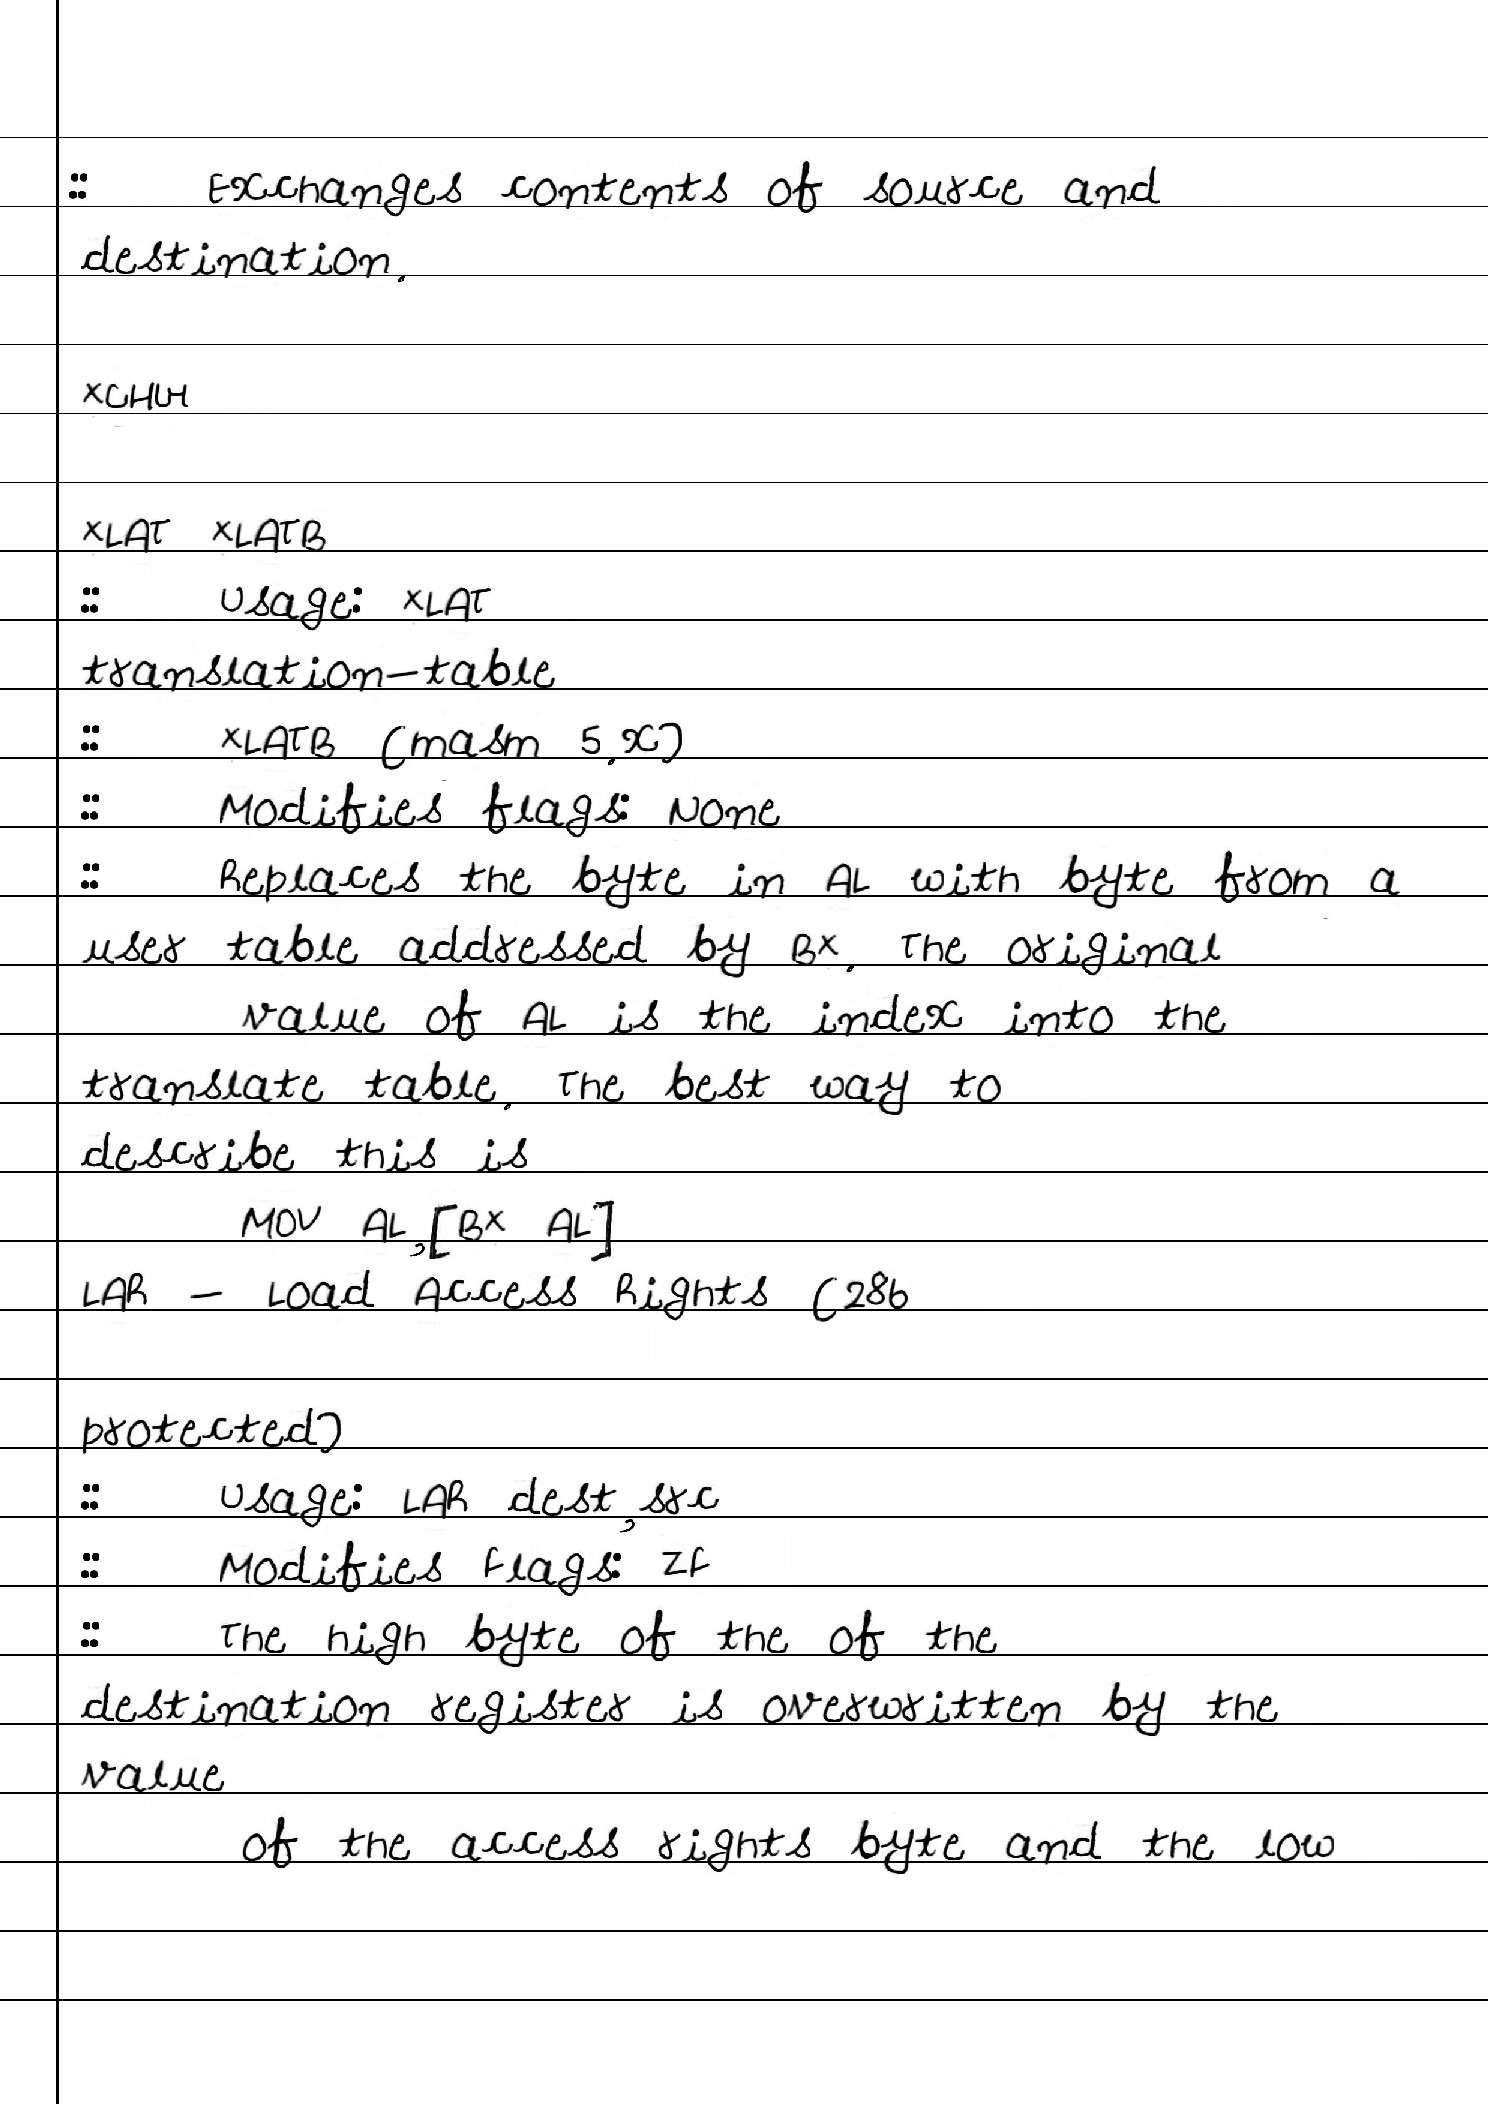 :: Exchanges contents of source and
destination.
XCHG
XLAT XLATB
:: Usage: XLAT
translation-table
:: XLATB (masm 5.x)
:: Modifies flags: None
:: Replaces the byte in AL with byte from a
user table addressed by BX. The original
value of AL is the index into the
translate table. The best way to
describe this is
MOV AL,[BX AL]
LAR - Load Access Rights (286
protected)
:: Usage: LAR dest,src
:: Modifies Flags: ZF
:: The high byte of the of the
destination register is overwritten by the
value
of the access rights byte and the low